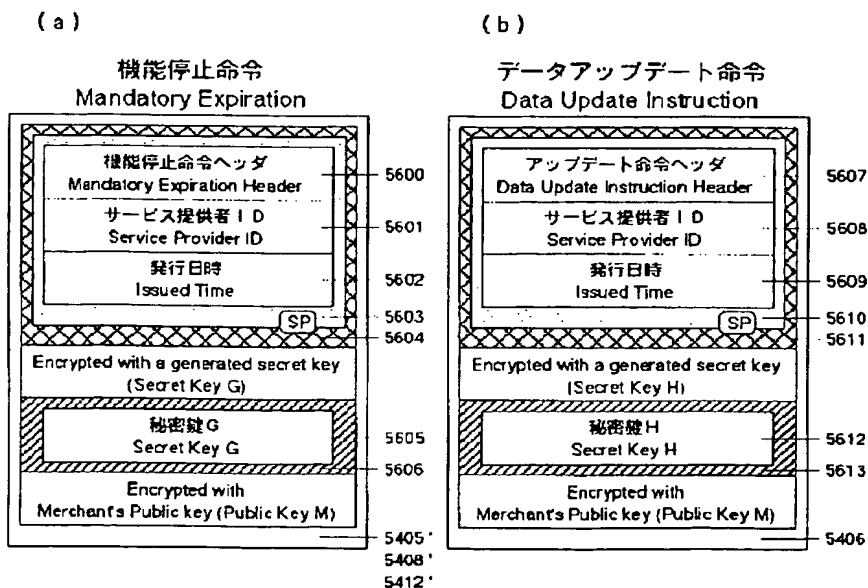 (a)
機能停止命令
Mandatory Expiration
機能停止命令ヘッダ
Mandatory Expiration Header
5600
サービス提供者ID
Service Provider ID
5601
発行日時
Issued Time
5602
SP
5603
5604
Encrypted with a generated secret key
(Secret Key G)
秘密鍵G
Secret Key G
5605
5606
Encrypted with
Merchant's Public key (Public Key M)
5405'
5408'
5412'
(b)
データアップデート命令
Data Update Instruction
アップデート命令ヘッダ
Data Update Instruction Header
5607
サービス提供者ID
Service Provider ID
5608
発行日時
Issued Time
5609
SP
5610
5611
Encrypted with a generated secret key
(Secret Key H)
秘密鍵H
Secret Key H
5612
5613
Encrypted with
Merchant's Public key (Public Key M)
5406